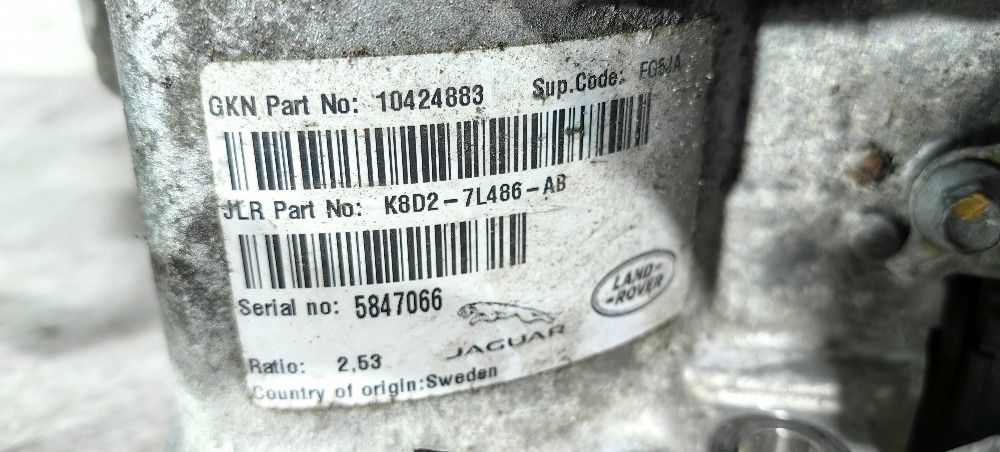 GKN Part No: 10424883 Sup.Code: FG5JA
JLR Part No: K8D2-7L486-AB
Serial no: 5847066
LAND-
-ROVER
JAGUAR
Ratio: 2,53
Country of origin:Sweden